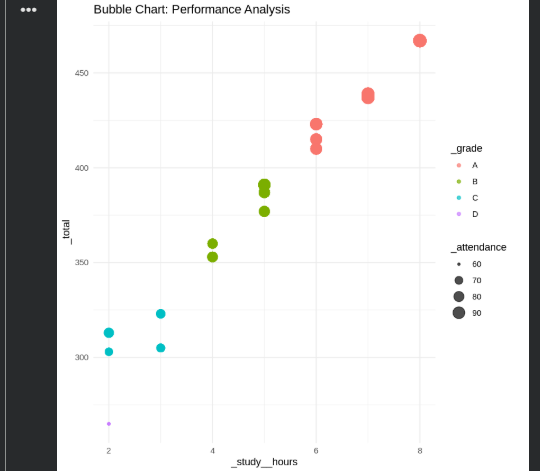 Bubble Chart: Performance Analysis
450
400
350
300
_total
2 4 6 8
_study__hours
_grade
A
B
C
D
_attendance
60
70
80
90